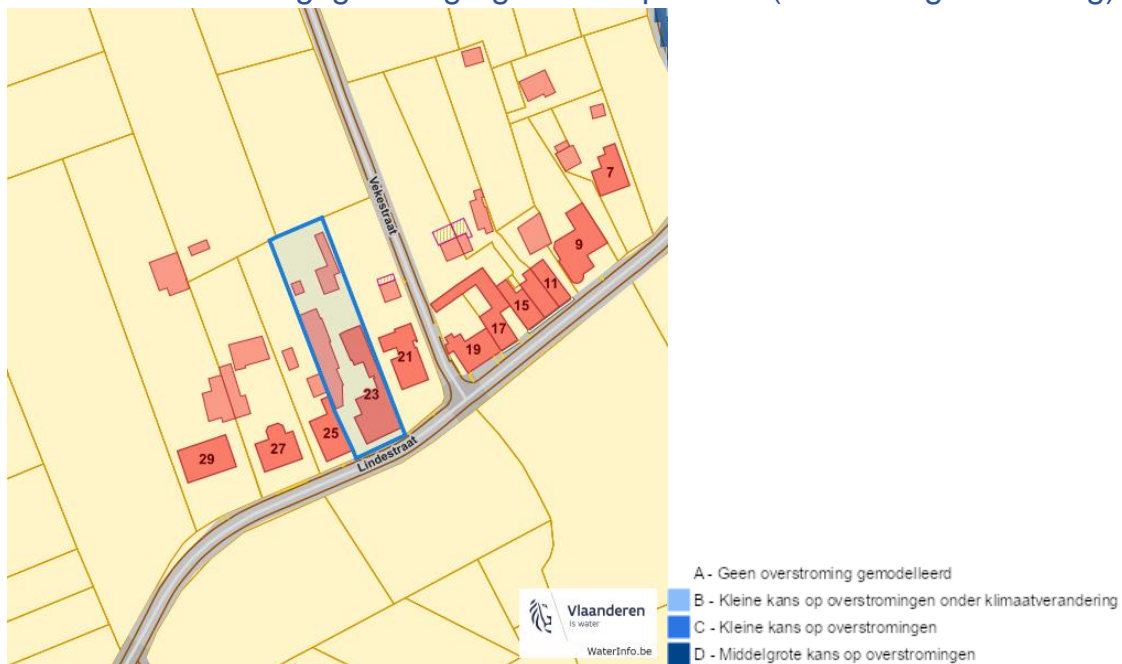 Vekestraat
7
9
11
15
17
19
21
23
25
27
29
Lindestraat
Vlaanderen
is water
WaterInfo.be
A - Geen overstroming gemodelleerd
B - Kleine kans op overstromingen onder klimaatverandering
C - Kleine kans op overstromingen
D - Middelgrote kans op overstromingen